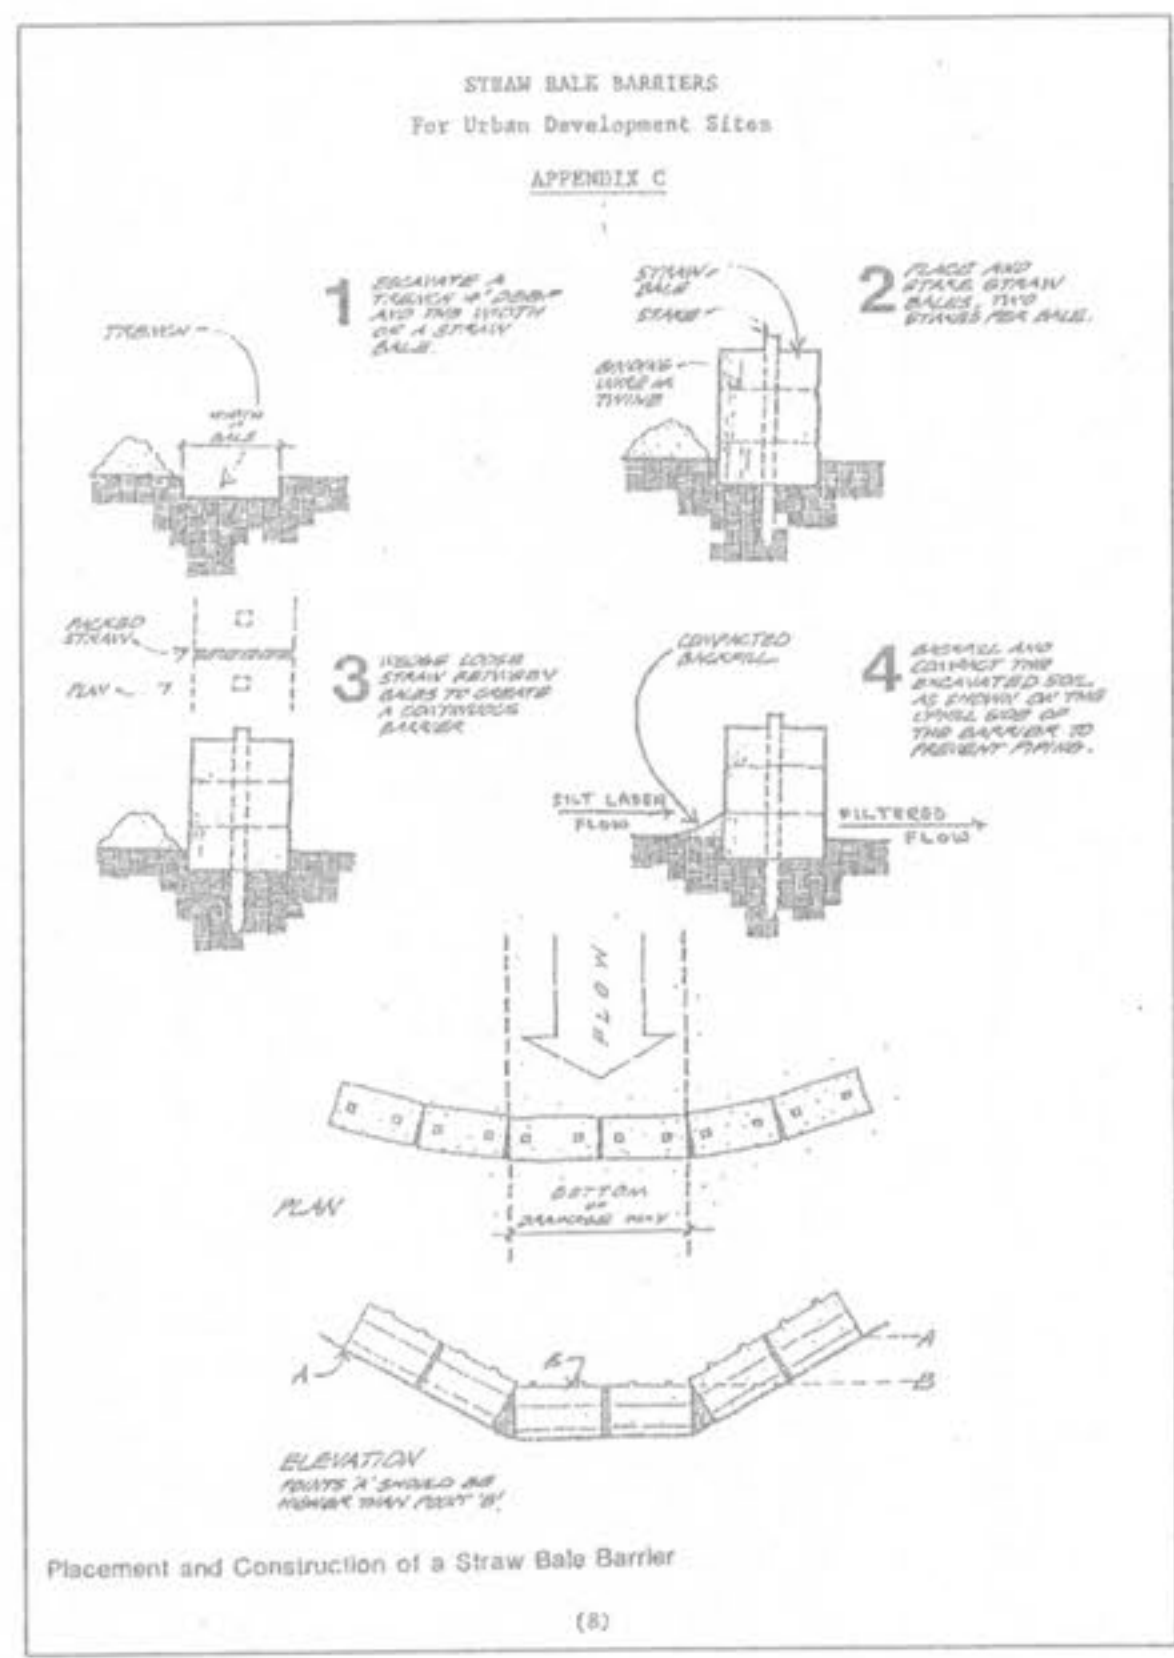 STRAW BALE BARRIERS
For Urban Development Sites
APPENDIX C
1 EXCAVATE A
TRENCH 4" DEEP
AND THE WIDTH
OF A STRAW
BALE.
TRENCH
WIDTH
OF
BALE
STRAW
BALE
STAKE
BINDING
WIRE OR
TWINE
2 PLACE AND
STAKE STRAW
BALES, TWO
STAKES PER BALE.
PACKED
STRAW
PLAN
3 WEDGE LOOSE
STRAW BETWEEN
BALES TO CREATE
A CONTINUOUS
BARRIER
COMPACTED
BACKFILL
4 BACKFILL AND
COMPACT THE
EXCAVATED SOIL
AS SHOWN ON THE
UPHILL SIDE OF
THE BARRIER TO
PREVENT PIPING.
SILT LADEN
FLOW
FILTERED
FLOW
FLOW
PLAN
BOTTOM
OF
DRAINAGE WAY
A
B
A
B
ELEVATION
POINTS 'A' SHOULD BE
HIGHER THAN POINT 'B'.
Placement and Construction of a Straw Bale Barrier
(8)